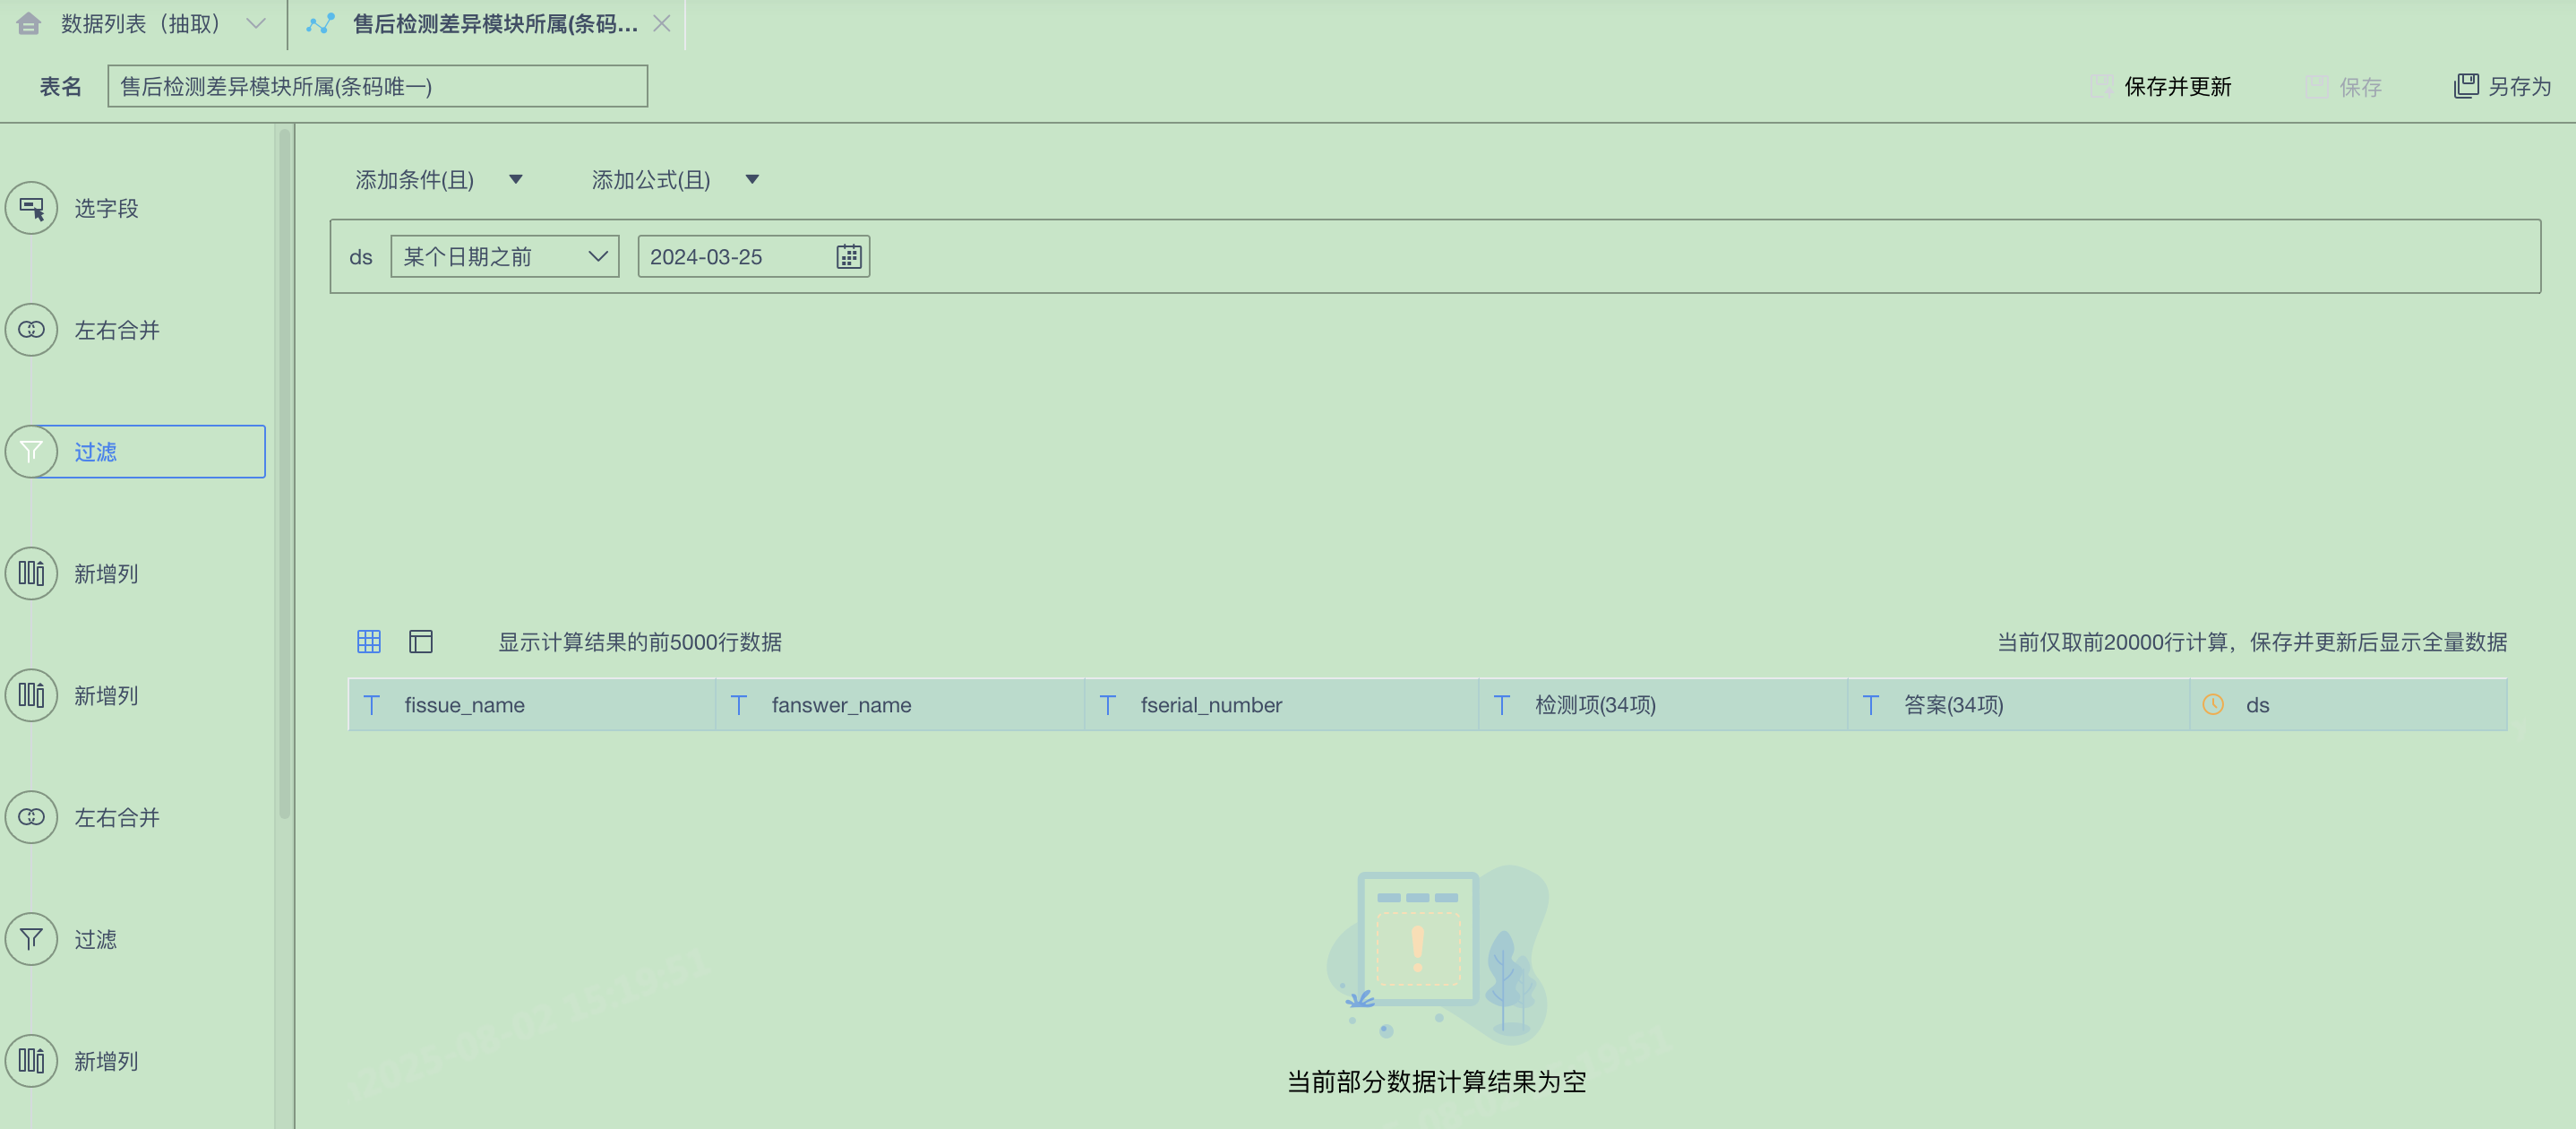 数据列表（抽取）
售后检测差异模块所属(条码...
表名
售后检测差异模块所属(条码唯一)
保存并更新
保存
另存为
选字段
左右合并
过滤
新增列
新增列
左右合并
过滤
新增列
添加条件(且)
添加公式(且)
ds
某个日期之前
2024-03-25
显示计算结果的前5000行数据
当前仅取前20000行计算，保存并更新后显示全量数据
fissue_name
fanswer_name
fserial_number
检测项(34项)
答案(34项)
ds
当前部分数据计算结果为空
2025-08-02 15:19:51